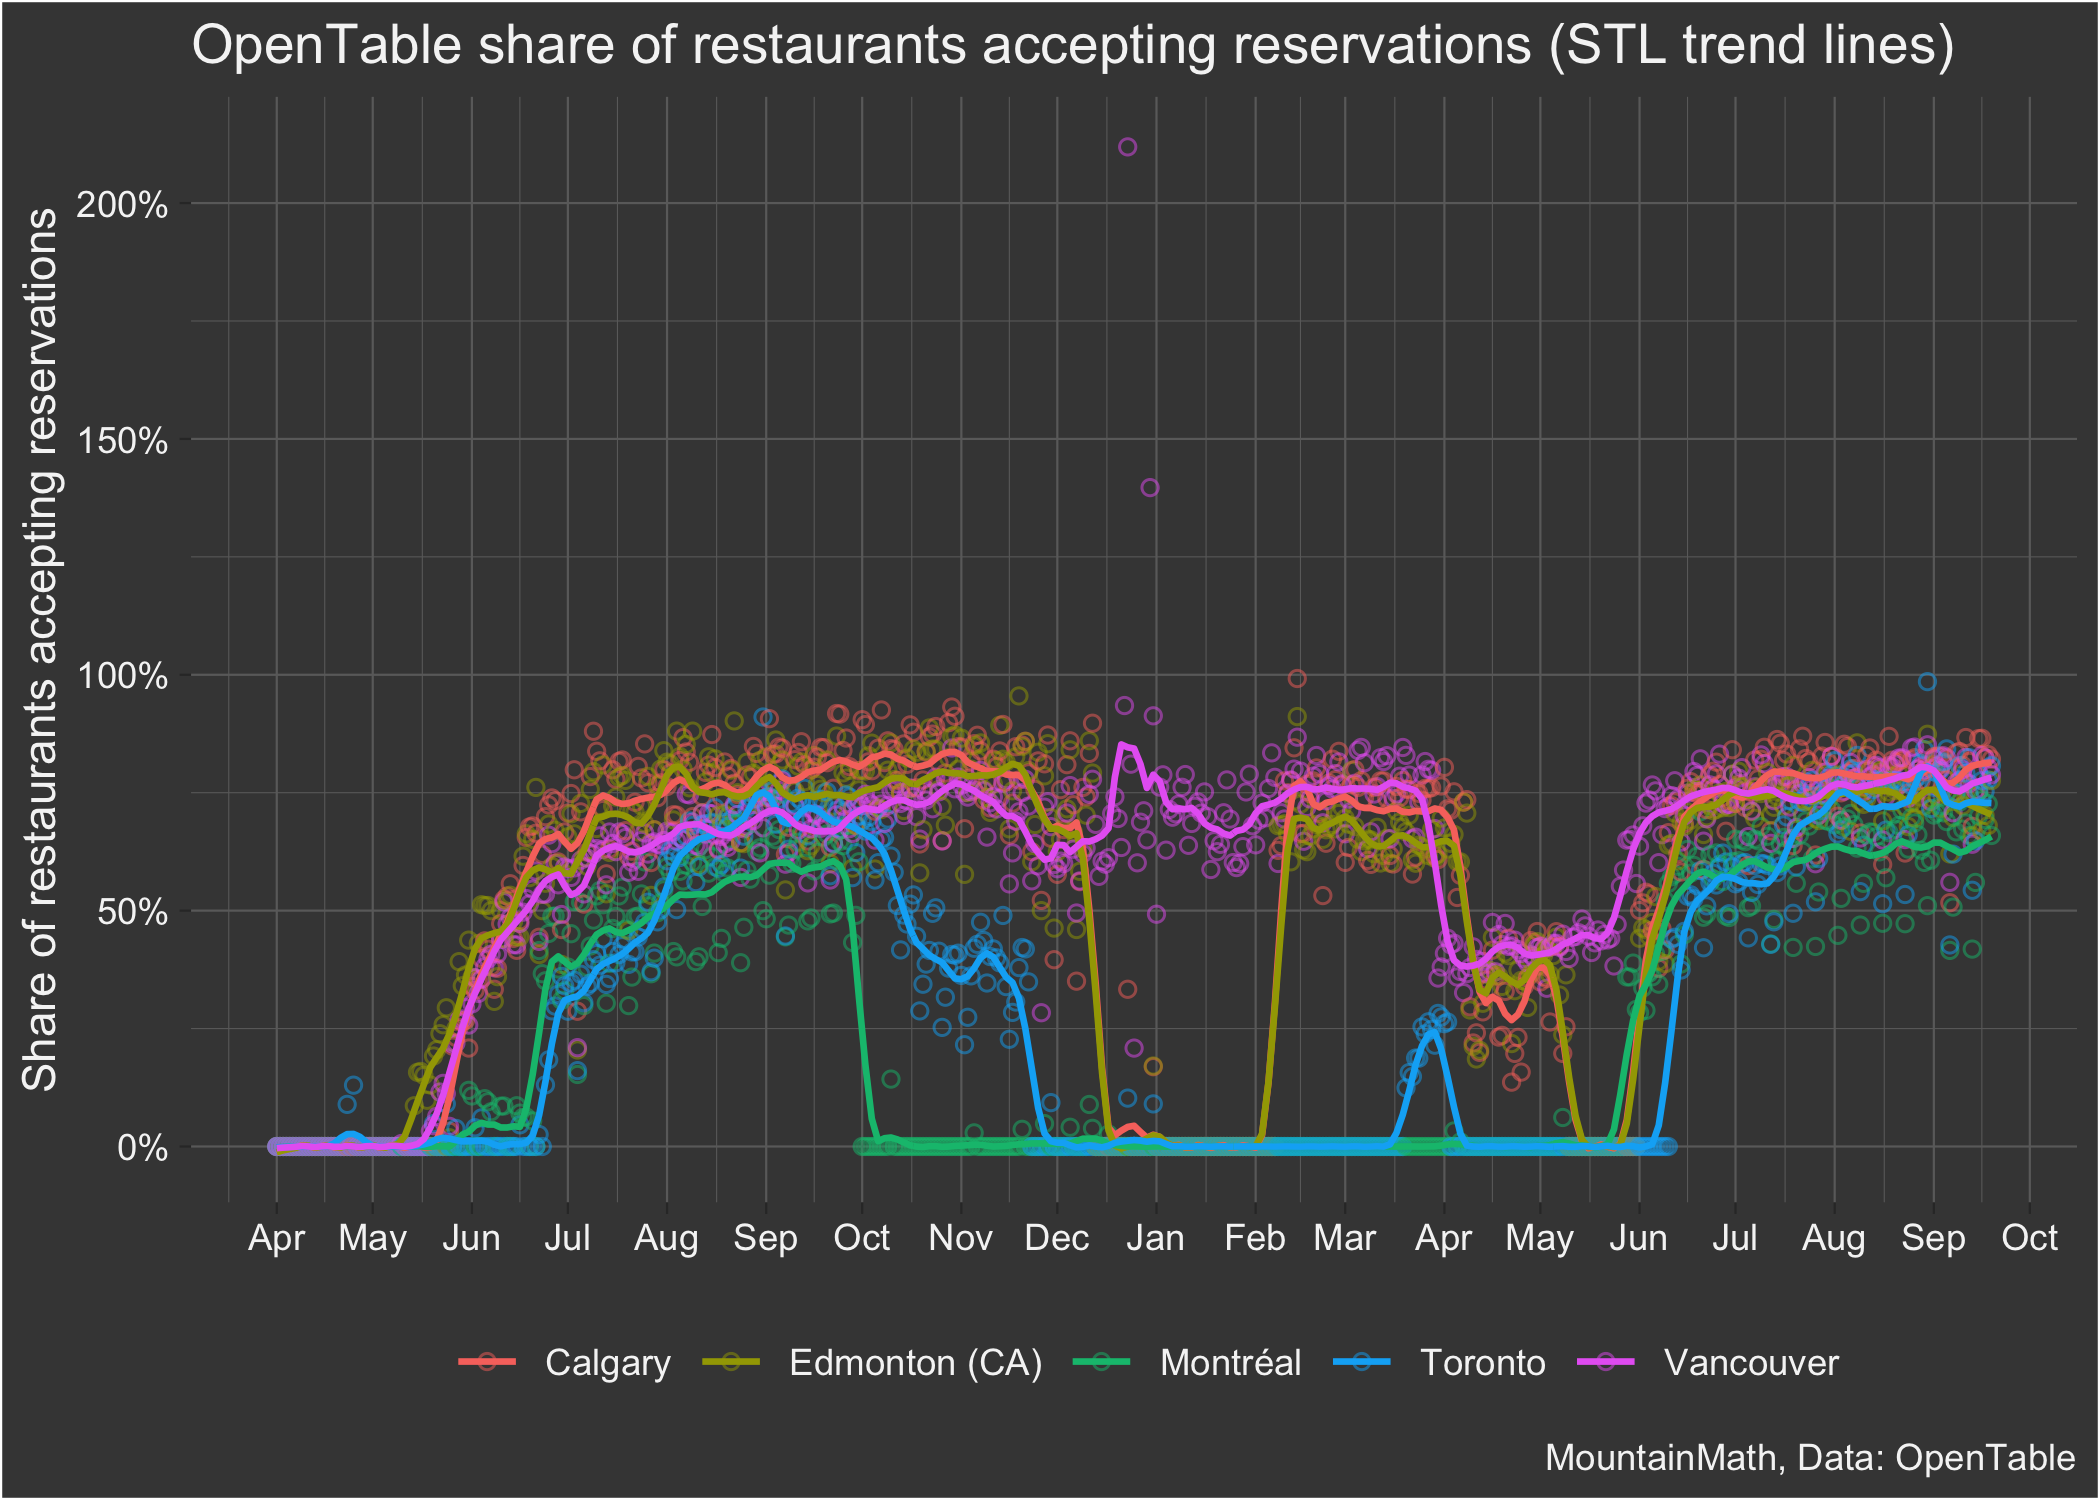 OpenTable share of restaurants accepting reservations (STL trend lines)
Share of restaurants accepting reservations
200%
150%
100%
50%
0%
Apr May Jun Jul Aug Sep Oct Nov Dec Jan Feb Mar Apr May Jun Jul Aug Sep Oct
Calgary Edmonton (CA) Montréal Toronto Vancouver
MountainMath, Data: OpenTable